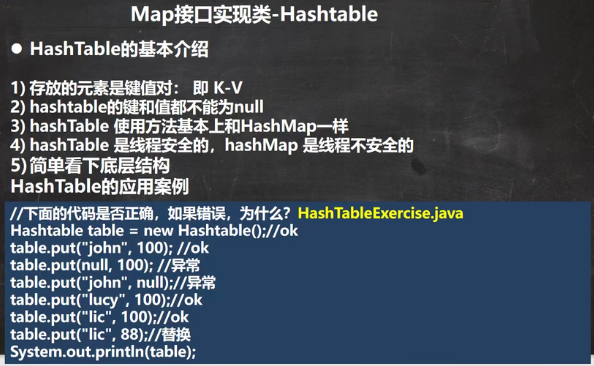 Map接口实现类-Hashtable
● HashTable的基本介绍
1) 存放的元素是键值对： 即 K-V
2) hashtable的键和值都不能为null
3) hashTable 使用方法基本上和HashMap一样
4) hashTable 是线程安全的，hashMap 是线程不安全的
5) 简单看下底层结构
HashTable的应用案例
//下面的代码是否正确，如果错误，为什么？HashTableExercise.java
Hashtable table = new Hashtable();//ok
table.put("john", 100); //ok
table.put(null, 100); //异常
table.put("john", null);//异常
table.put("lucy", 100);//ok
table.put("lic", 100);//ok
table.put("lic", 88);//替换
System.out.println(table);